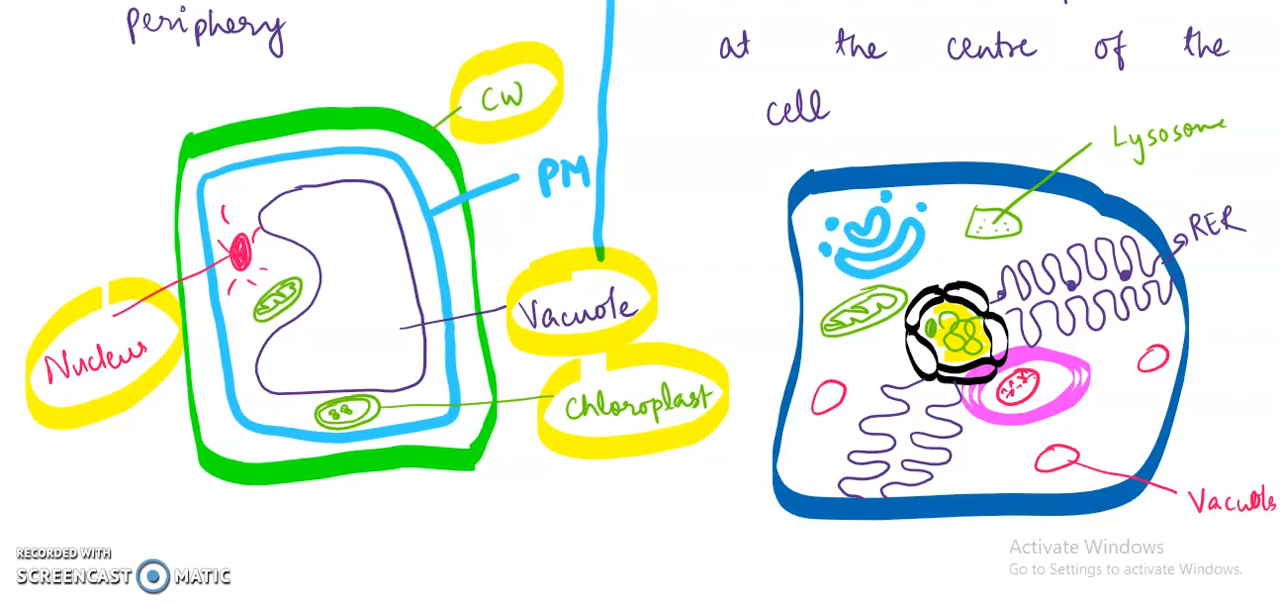 periphery
at the centre of the
cell
CW
PM
Nucleus
Vacuole
Chloroplast
Lysosome
RER
RECORDED WITH
SCREENCAST MATIC
Activate Windows
Go to Settings to activate Windows.